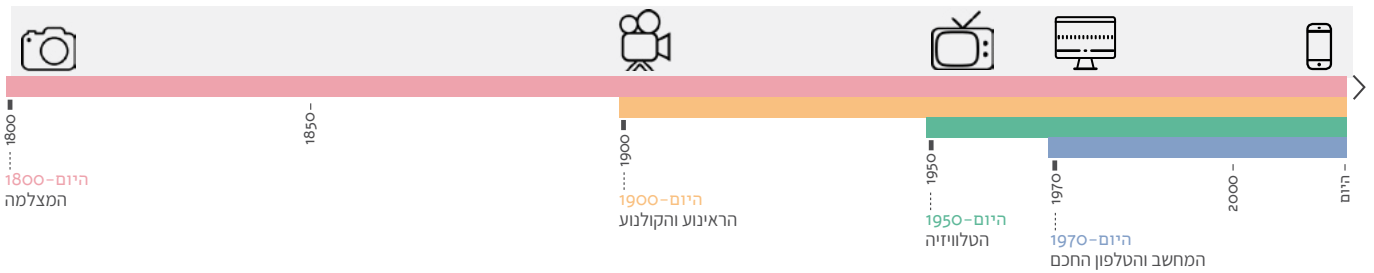 1800
1850
1900
1950
1970
2000
היום
1800-היום
המצלמה
1900-היום
הראינוע והקולנוע
1950-היום
הטלוויזיה
1970-היום
המחשב והטלפון החכם